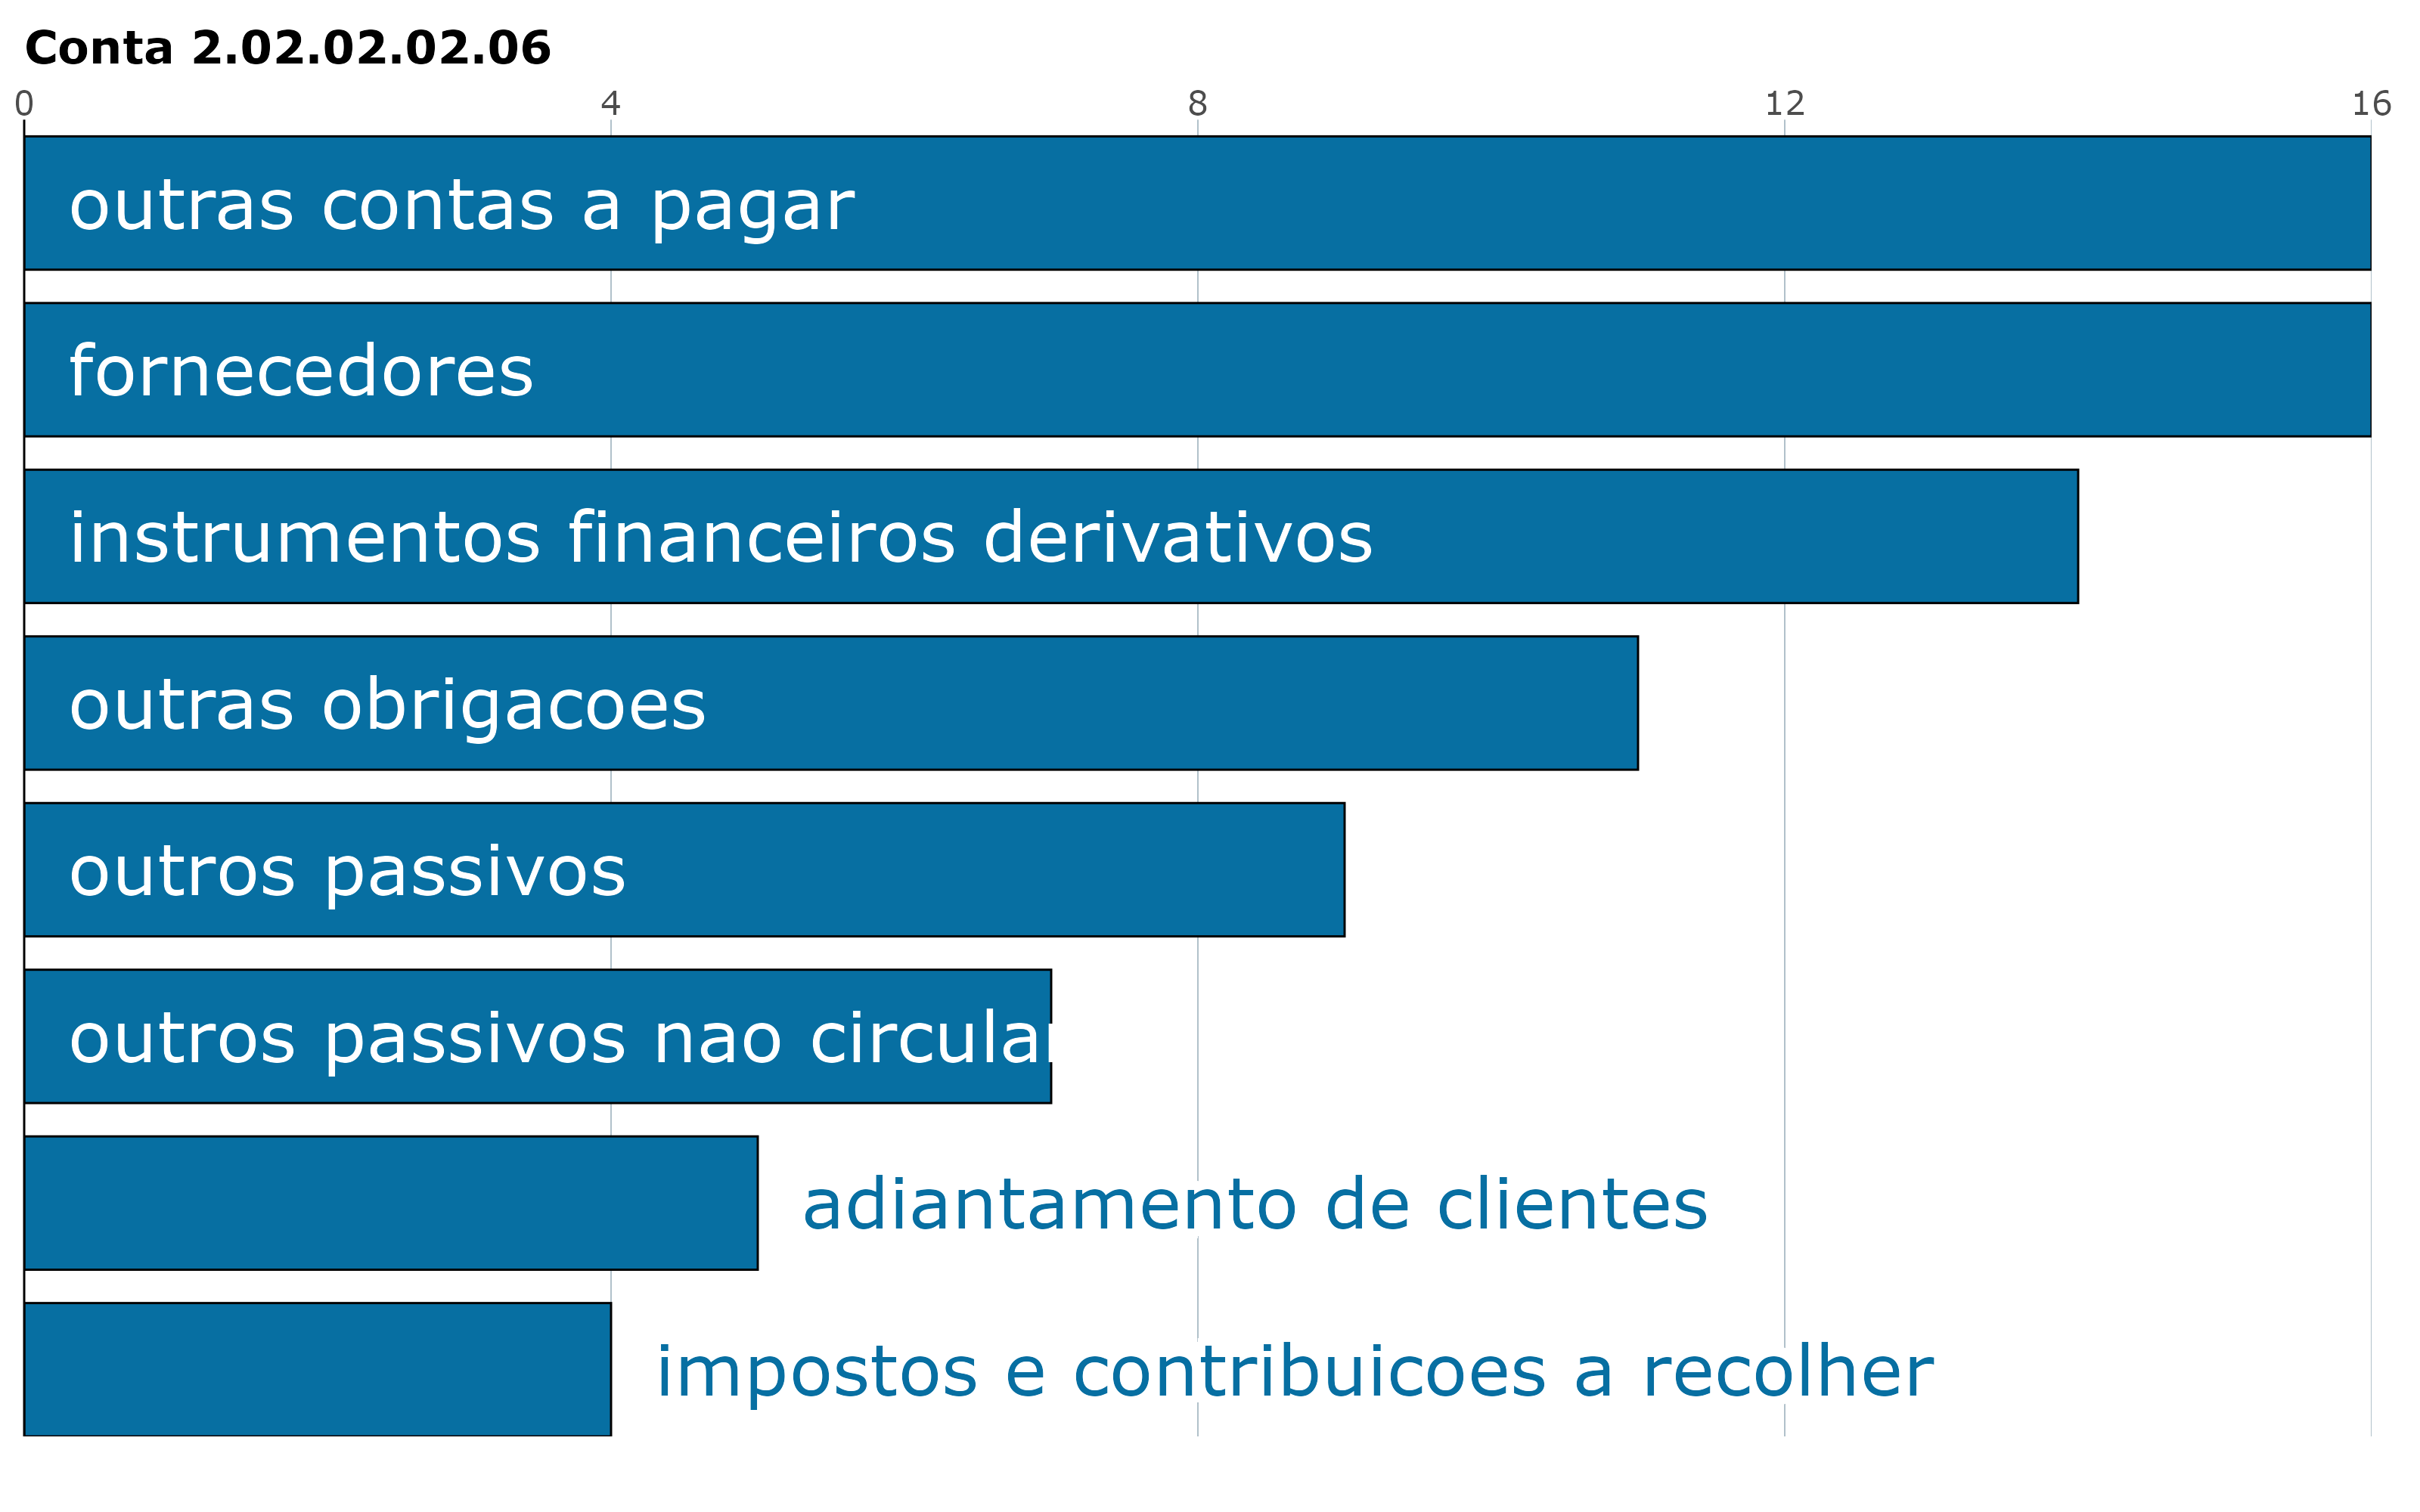 Conta 2.02.02.02.06
0 4 8 12 16
outras contas a pagar
fornecedores
instrumentos financeiros derivativos
outras obrigacoes
outros passivos
outros passivos nao circular
adiantamento de clientes
impostos e contribuicoes a recolher